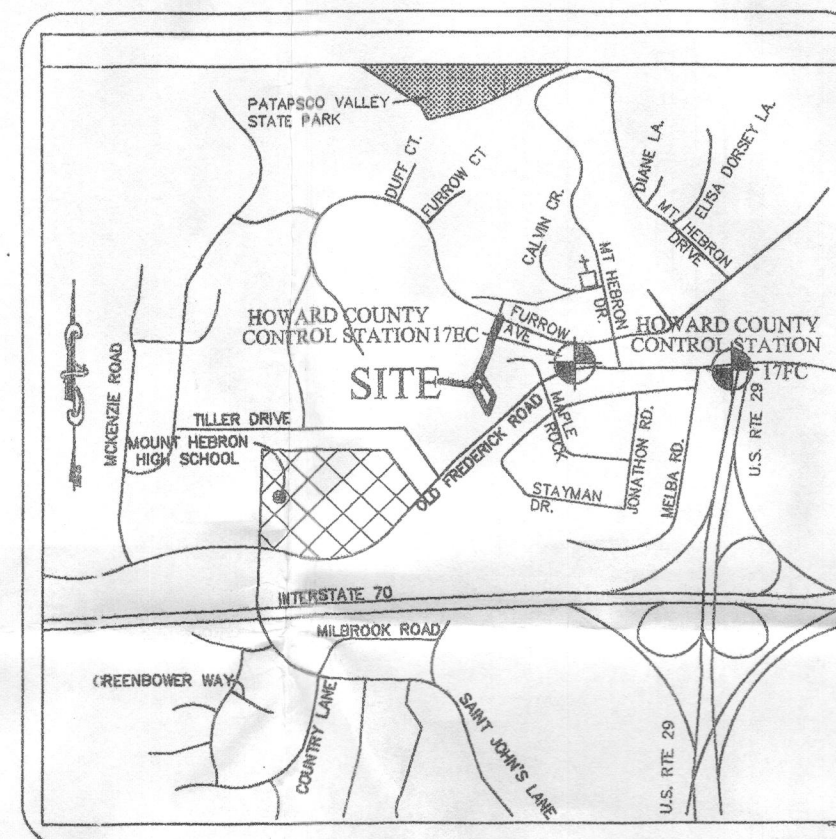 PATAPSCO VALLEY
STATE PARK
DUFF CT.
FURROW CT
DIANE LA.
ELISA DORSEY LA.
MT. HEBRON
DRIVE
CALVIN CR.
MT HEBRON
DR.
HOWARD COUNTY
CONTROL STATION 17EC
FURROW
AVE
HOWARD COUNTY
CONTROL STATION
17FC
SITE
MCKENZIE ROAD
TILLER DRIVE
MOUNT HEBRON
HIGH SCHOOL
OLD FREDERICK ROAD
MAPLE
ROCK
JONATHON RD.
MELBA RD.
U.S. RTE 29
STAYMAN
DR.
INTERSTATE 70
MILBROOK ROAD
GREENBOWER WAY
COUNTRY LANE
SAINT JOHN'S LANE
U.S. RTE 29